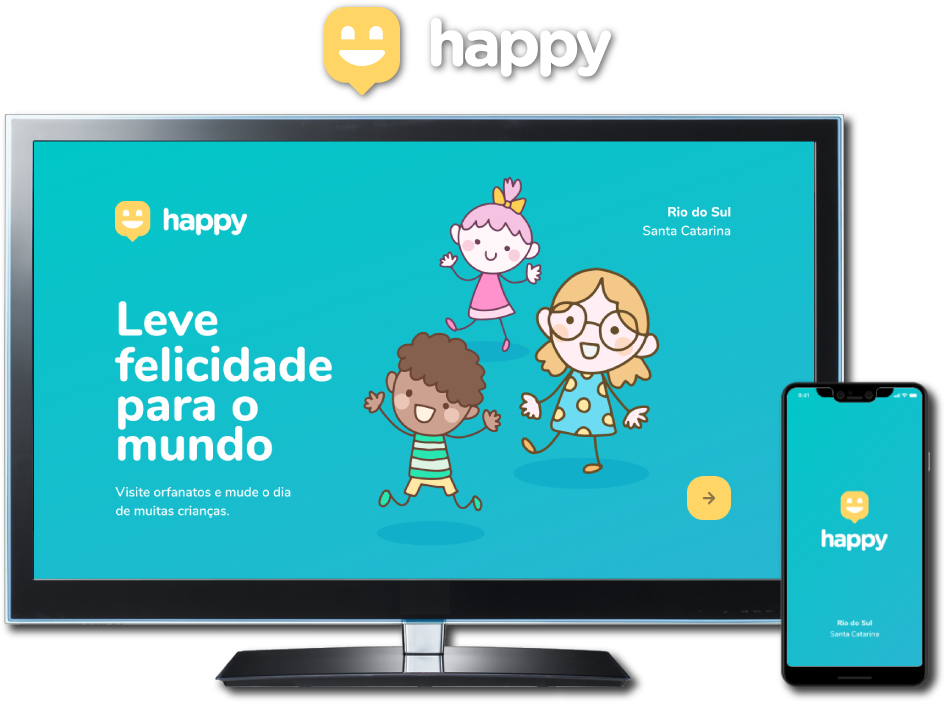 happy
happy
Rio do Sul
Santa Catarina
Leve
felicidade
para o
mundo
Visite orfanatos e mude o dia
de muitas crianças.
9:41
happy
Rio do Sul
Santa Catarina